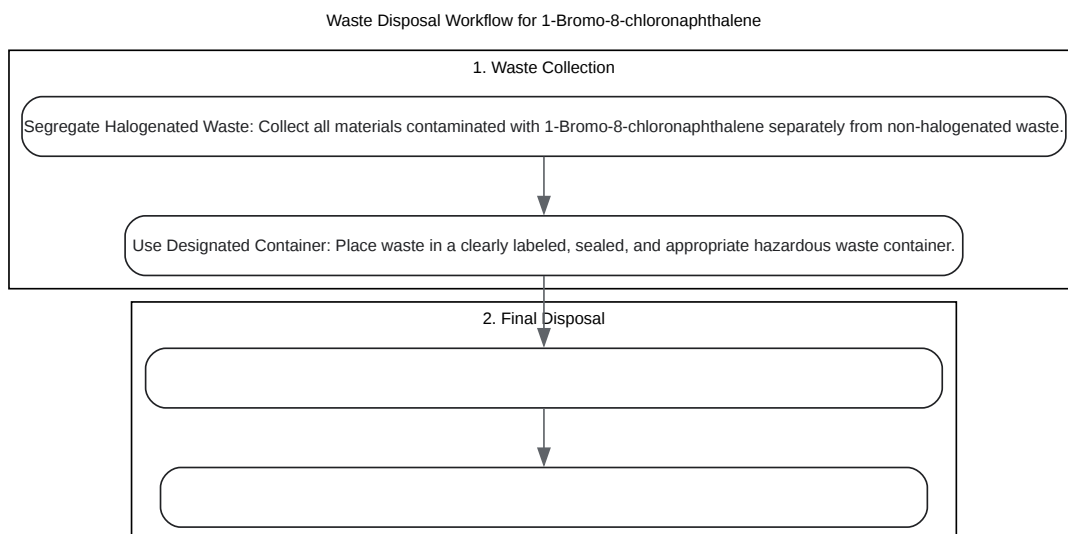 Waste Disposal Workflow for 1-Bromo-8-chloronaphthalene
1. Waste Collection
Segregate Halogenated Waste: Collect all materials contaminated with 1-Bromo-8-chloronaphthalene separately from non-halogenated waste.
Use Designated Container: Place waste in a clearly labeled, sealed, and appropriate hazardous waste container.
2. Final Disposal